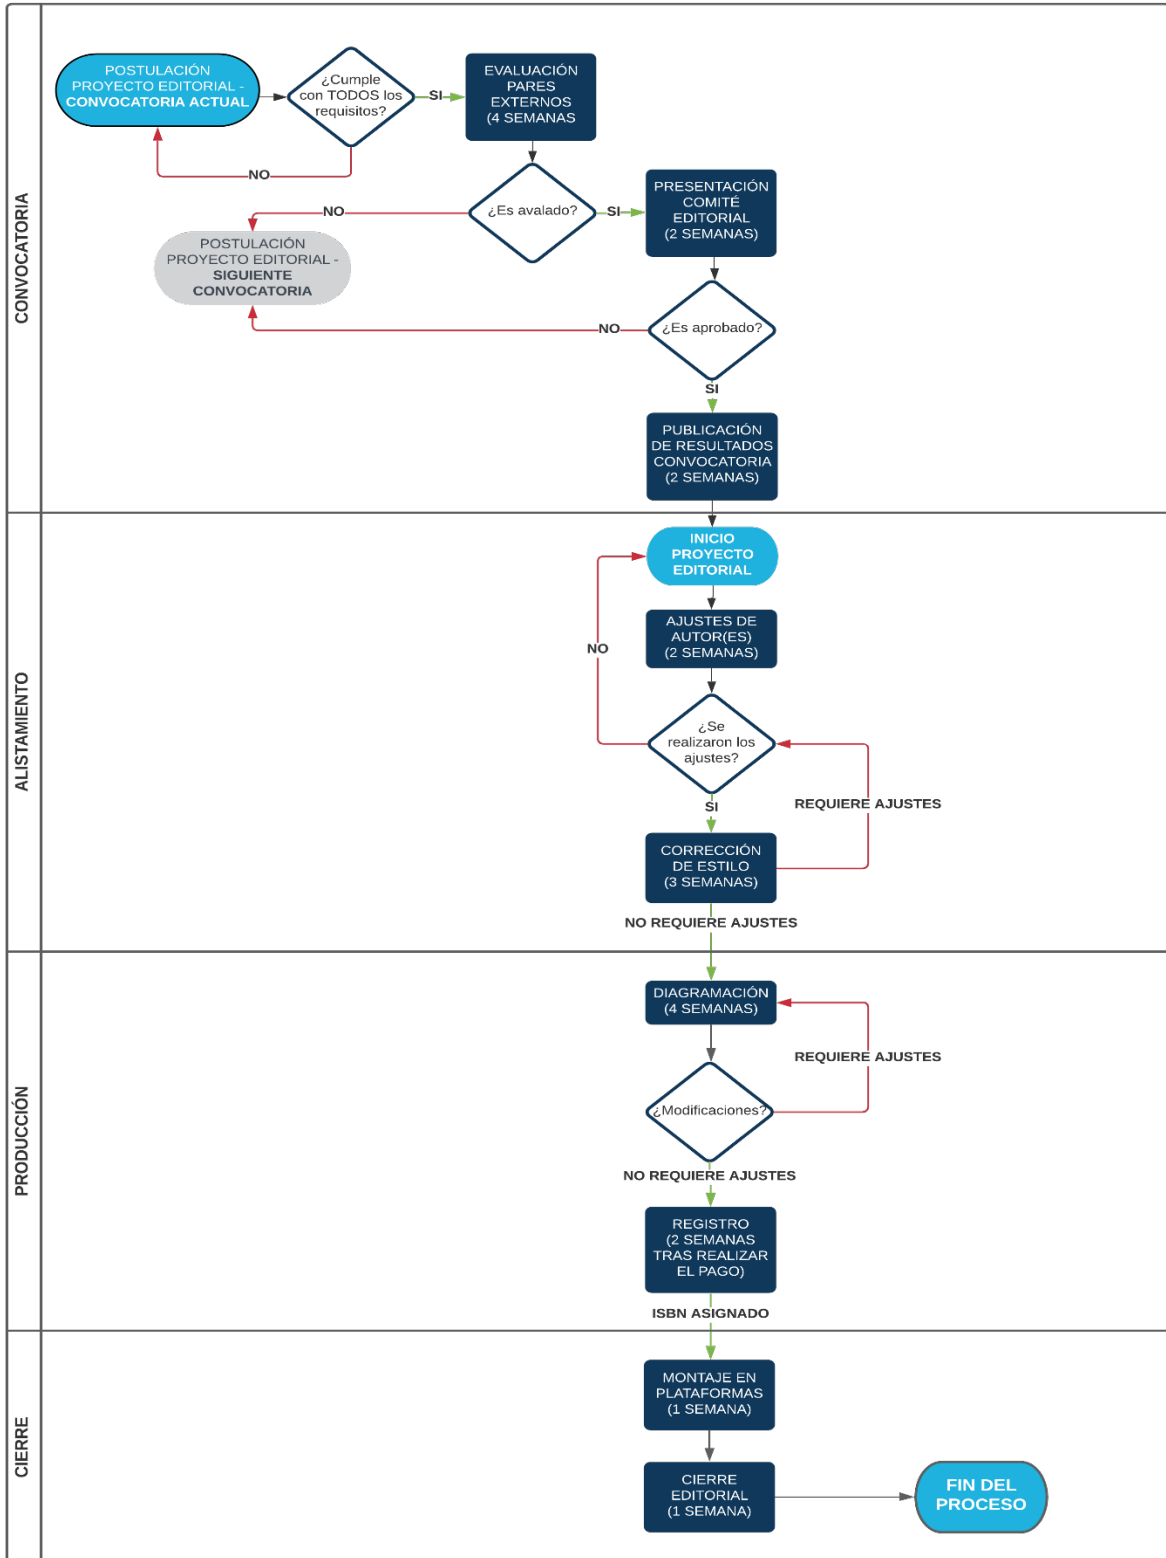 CONVOCATORIA
POSTULACIÓN
PROYECTO EDITORIAL -
CONVOCATORIA ACTUAL
¿Cumple
con TODOS los
requisitos?
SI
EVALUACIÓN
PARES
EXTERNOS
(4 SEMANAS
NO
¿Es avalado?
SI
NO
PRESENTACIÓN
COMITÉ
EDITORIAL
(2 SEMANAS)
POSTULACIÓN
PROYECTO EDITORIAL -
SIGUIENTE
CONVOCATORIA
¿Es aprobado?
NO
SI
PUBLICACIÓN
DE RESULTADOS
CONVOCATORIA
(2 SEMANAS)
ALISTAMIENTO
INICIO
PROYECTO
EDITORIAL
AJUSTES DE
AUTOR(ES)
(2 SEMANAS)
NO
¿Se
realizaron los
ajustes?
SI
REQUIERE AJUSTES
CORRECCIÓN
DE ESTILO
(3 SEMANAS)
NO REQUIERE AJUSTES
PRODUCCIÓN
DIAGRAMACIÓN
(4 SEMANAS)
REQUIERE AJUSTES
¿Modificaciones?
NO REQUIERE AJUSTES
REGISTRO
(2 SEMANAS
TRAS REALIZAR
EL PAGO)
ISBN ASIGNADO
CIERRE
MONTAJE EN
PLATAFORMAS
(1 SEMANA)
CIERRE
EDITORIAL
(1 SEMANA)
FIN DEL
PROCESO